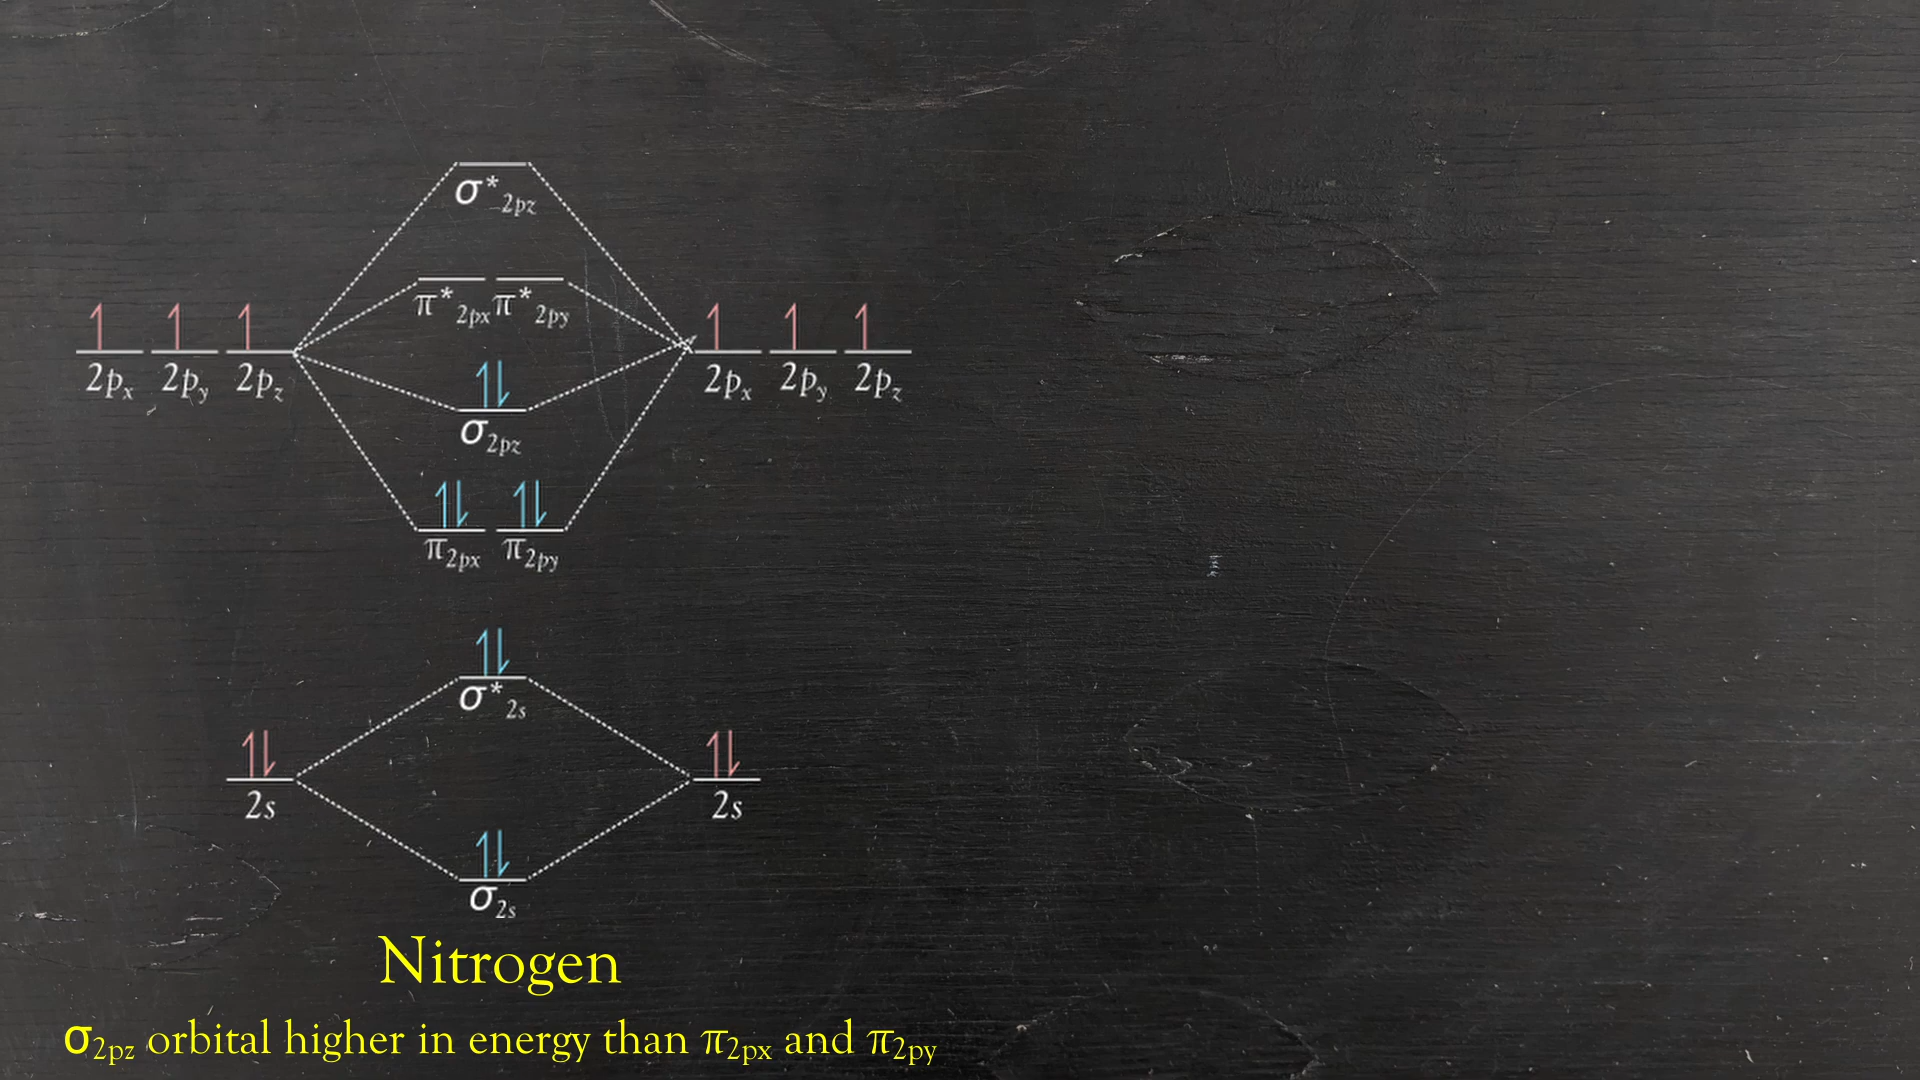 σ*2pz
π*2px π*2py
2px 2py 2pz 2px 2py 2pz
σ2pz
π2px π2py
σ*2s
2s 2s
σ2s
Nitrogen
σ2pz orbital higher in energy than π2px and π2py